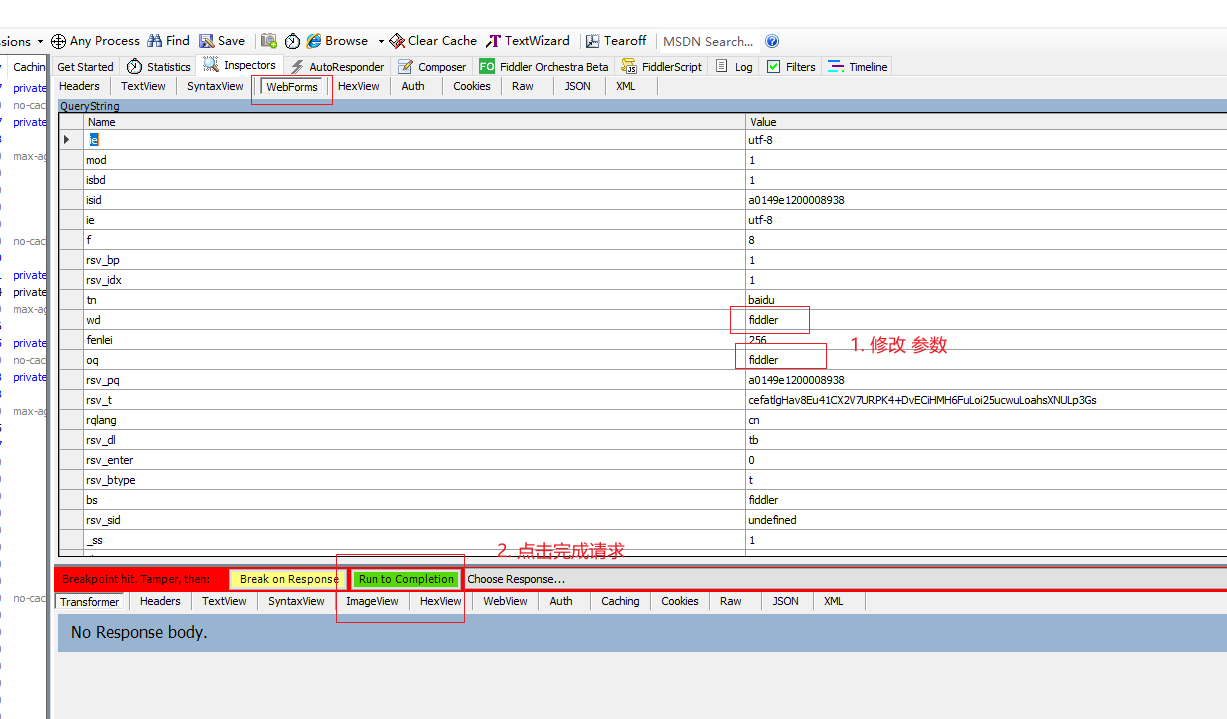 sions Any Process Find Save Browse Clear Cache TextWizard Tearoff MSDN Search...
Cachin Get Started Statistics Inspectors AutoResponder Composer FO Fiddler Orchestra Beta FiddlerScript Log Filters Timeline
private Headers TextView SyntaxView WebForms HexView Auth Cookies Raw JSON XML
no-cac QueryString
private Name Value
ie utf-8
max-ag mod 1
isbd 1
isid a0149e1200008938
ie utf-8
no-cac f 8
rsv_bp 1
private rsv_idx 1
private tn baidu
max-ag wd fiddler
private fenlei 256
1. 修改 参数
no-cac oq fiddler
private rsv_pq a0149e1200008938
rsv_t cefatlgHav8Eu41CX2V7URPK4+DvECiHMH6FuLoi25ucwuLoahsXNULp3Gs
max-ag rqlang cn
rsv_dl tb
rsv_enter 0
rsv_btype t
bs fiddler
rsv_sid undefined
_ss 1
2. 点击完成请求
Breakpoint hit. Tamper, then: Break on Response Run to Completion Choose Response...
no-cac Transformer Headers TextView SyntaxView ImageView HexView WebView Auth Caching Cookies Raw JSON XML
No Response body.